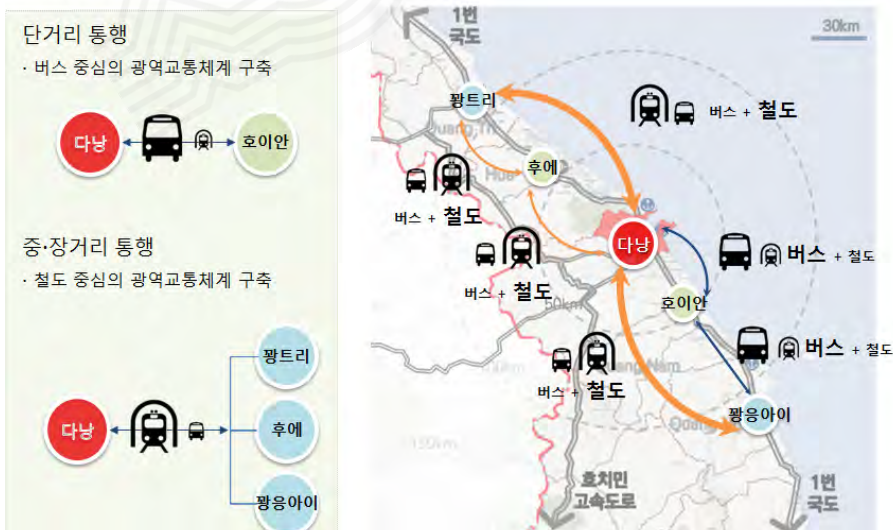 단거리 통행
· 버스 중심의 광역교통체계 구축
다낭
호이안
중·장거리 통행
· 철도 중심의 광역교통체계 구축
다낭
꽝트리
후에
꽝응아이
1번
국도
30km
꽝트리
버스 + 철도
후에
Hue
버스 + 철도
다낭
버스 + 철도
버스 + 철도
호이안
50km
버스 + 철도
버스 + 철도
꽝응아이
호치민
고속도로
1번
국도